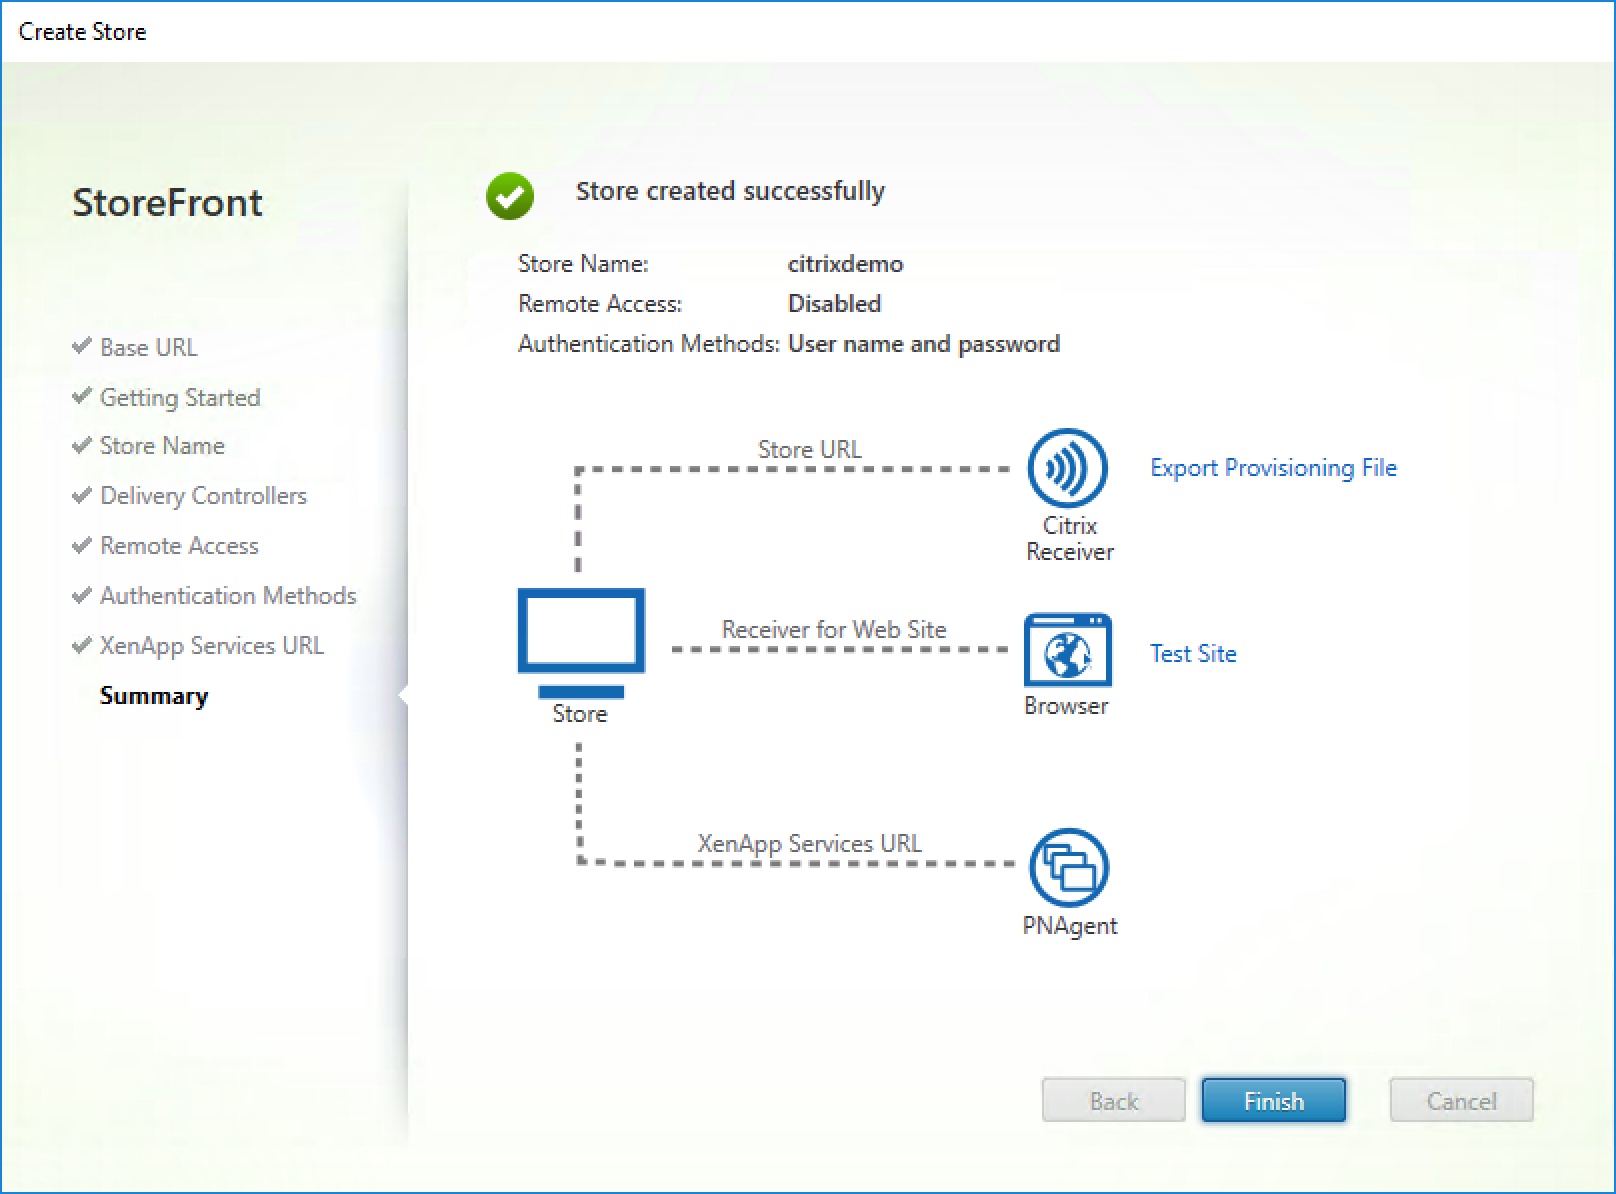 Create Store
StoreFront
Base URL
Getting Started
Store Name
Delivery Controllers
Remote Access
Authentication Methods
XenApp Services URL
Summary
Store created successfully
Store Name: citrixdemo
Remote Access: Disabled
Authentication Methods: User name and password
Store URL
Citrix
Receiver
Export Provisioning File
Receiver for Web Site
Store
Browser
Test Site
XenApp Services URL
PNAgent
Back
Finish
Cancel